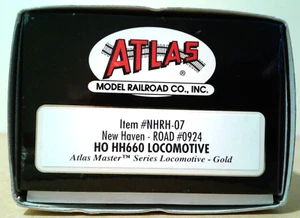 ATLAS
®
MODEL RAILROAD CO., INC.
Item #NHRH-07
New Haven - ROAD #0924
HO HH660 LOCOMOTIVE
Atlas Master™ Series Locomotive - Gold